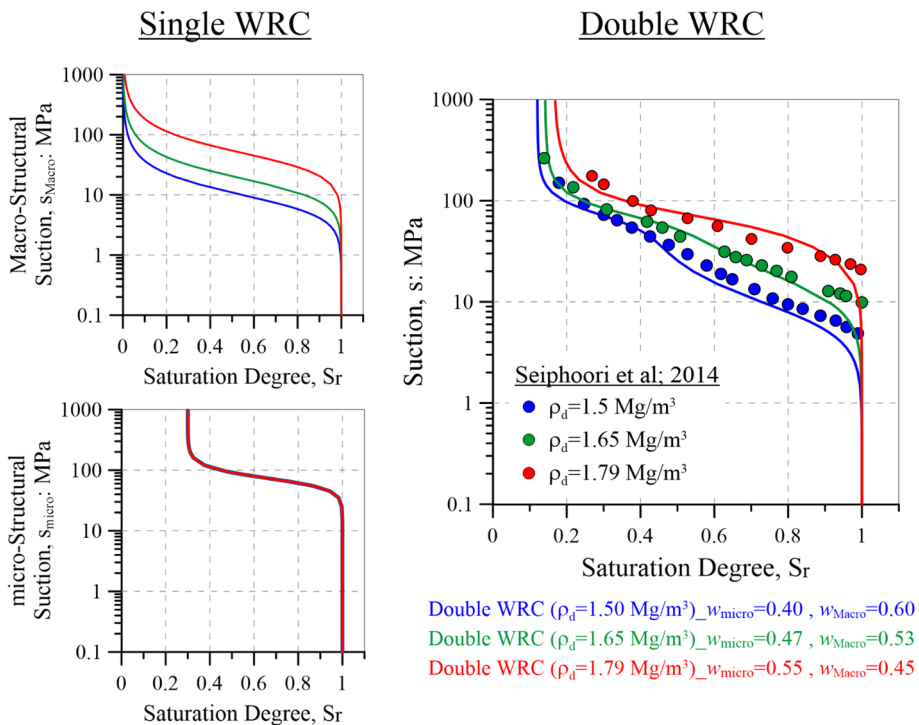 Single WRC
Double WRC
Macro-Structural
Suction, sMacro: MPa
1000
100
10
1
0.1
0 0.2 0.4 0.6 0.8 1
Saturation Degree, Sr
micro-Structural
Suction, smicro: MPa
1000
100
10
1
0.1
0 0.2 0.4 0.6 0.8 1
Saturation Degree, Sr
Suction, s: MPa
1000
100
10
1
0.1
Seiphoori et al; 2014
ρd=1.5 Mg/m³
ρd=1.65 Mg/m³
ρd=1.79 Mg/m³
0.2 0.4 0.6 0.8 1
Saturation Degree, Sr
Double WRC (ρd=1.50 Mg/m³)_wmicro=0.40 , wMacro=0.60
Double WRC (ρd=1.65 Mg/m³)_wmicro=0.47 , wMacro=0.53
Double WRC (ρd=1.79 Mg/m³)_wmicro=0.55 , wMacro=0.45